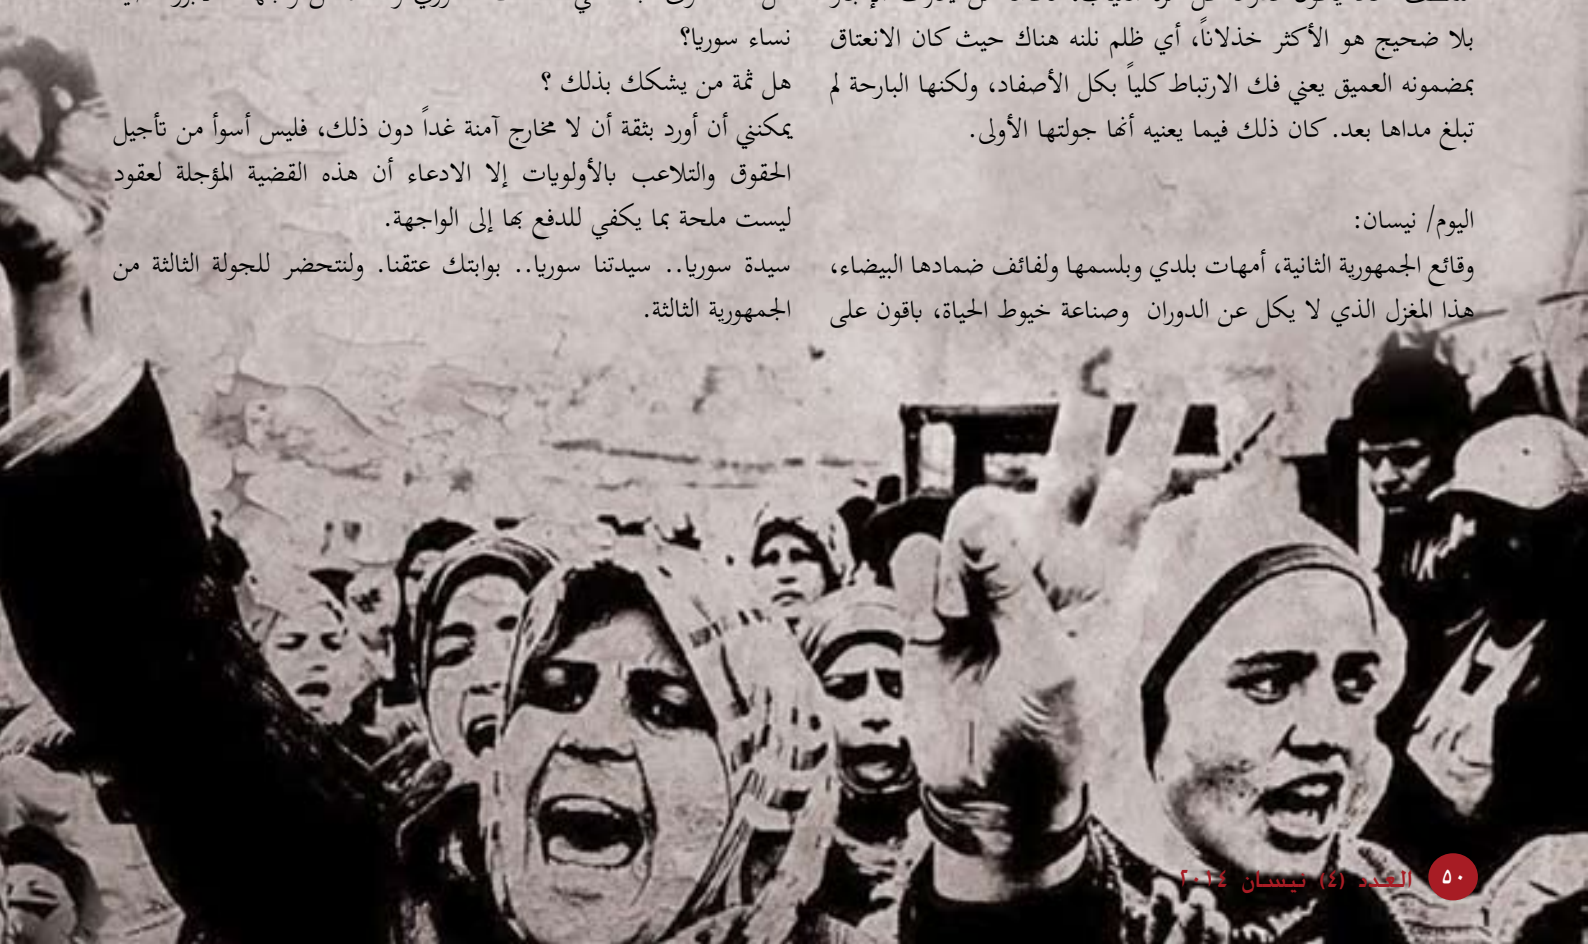 بلا ضجيج هو الأكثر خذلاناً، أي ظلم نلنه هناك حيث كان الانعتاق
بمضمونه العميق يعني فك الارتباط كلياً بكل الأصفاد، ولكنها البارحة لم
تبلغ مداها بعد. كان ذلك فيما يعنيه أنها جولتها الأولى.
اليوم/ نيسان:
وقائع الجمهورية الثانية، أمهات بلدي وبلسمها ولفائف ضمادها البيضاء،
هذا المغزل الذي لا يكل عن الدوران وصناعة خيوط الحياة، باقون على
نساء سوريا؟
هل ثمة من يشكك بذلك ؟
يمكنني أن أورد بثقة أن لا مخارج آمنة غداً دون ذلك، فليس أسوأ من تأجيل
الحقوق والتلاعب بالأولويات إلا الادعاء أن هذه القضية المؤجلة لعقود
ليست ملحة بما يكفي للدفع بها إلى الواجهة.
سيدة سوريا.. سيدتنا سوريا.. بوابتك عتقنا. ولنتحضر للجولة الثالثة من
الجمهورية الثالثة.
٥٠ العدد (٤) نيسان ٢٠١٤